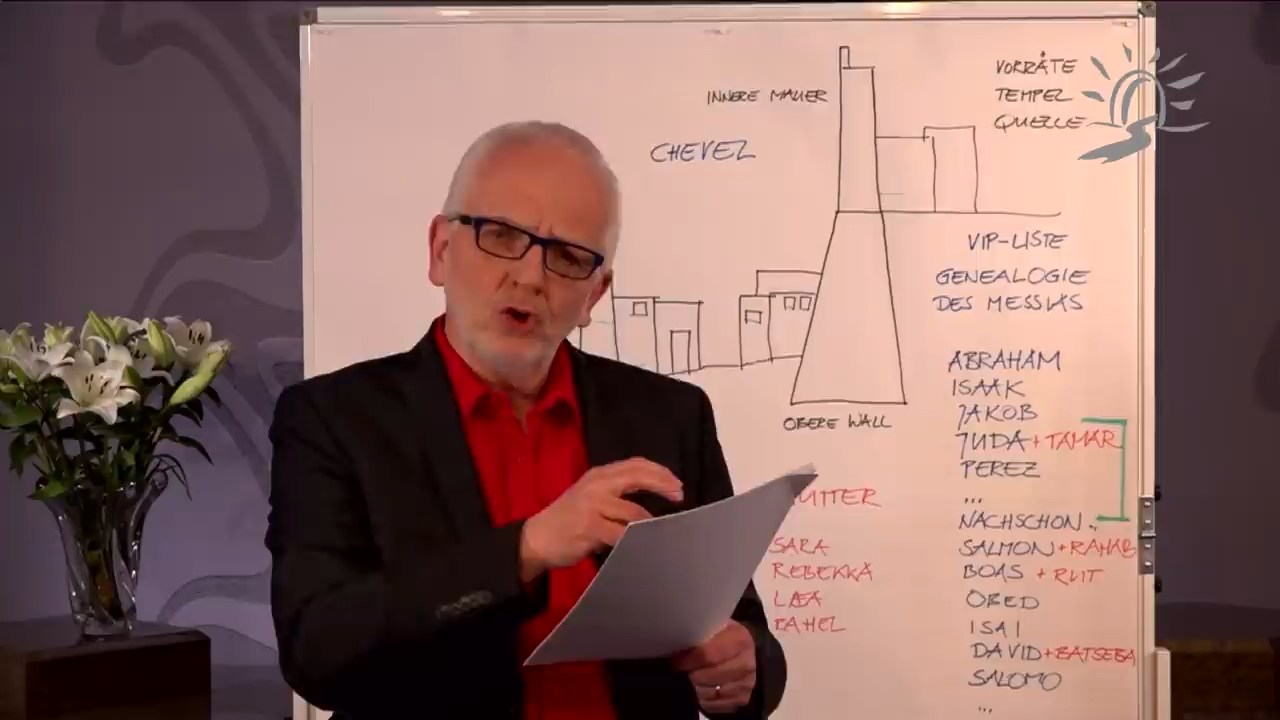 INNERE MAUER
CHEVEL
VORRÄTE
TEMPEL
QUELLE
OBERE WALL
VIP-LISTE
GENEALOGIE
DES MESSIAS
ABRAHAM
ISAAK
JAKOB
JUDA + TAMAR
PEREZ
...
NACHSCHON..
SALMON + RAHAB
BOAS + RUT
OBED
ISAI
DAVID + BATSEBA
SALOMO
...
SARA
REBEKKA
LEA
RAHEL